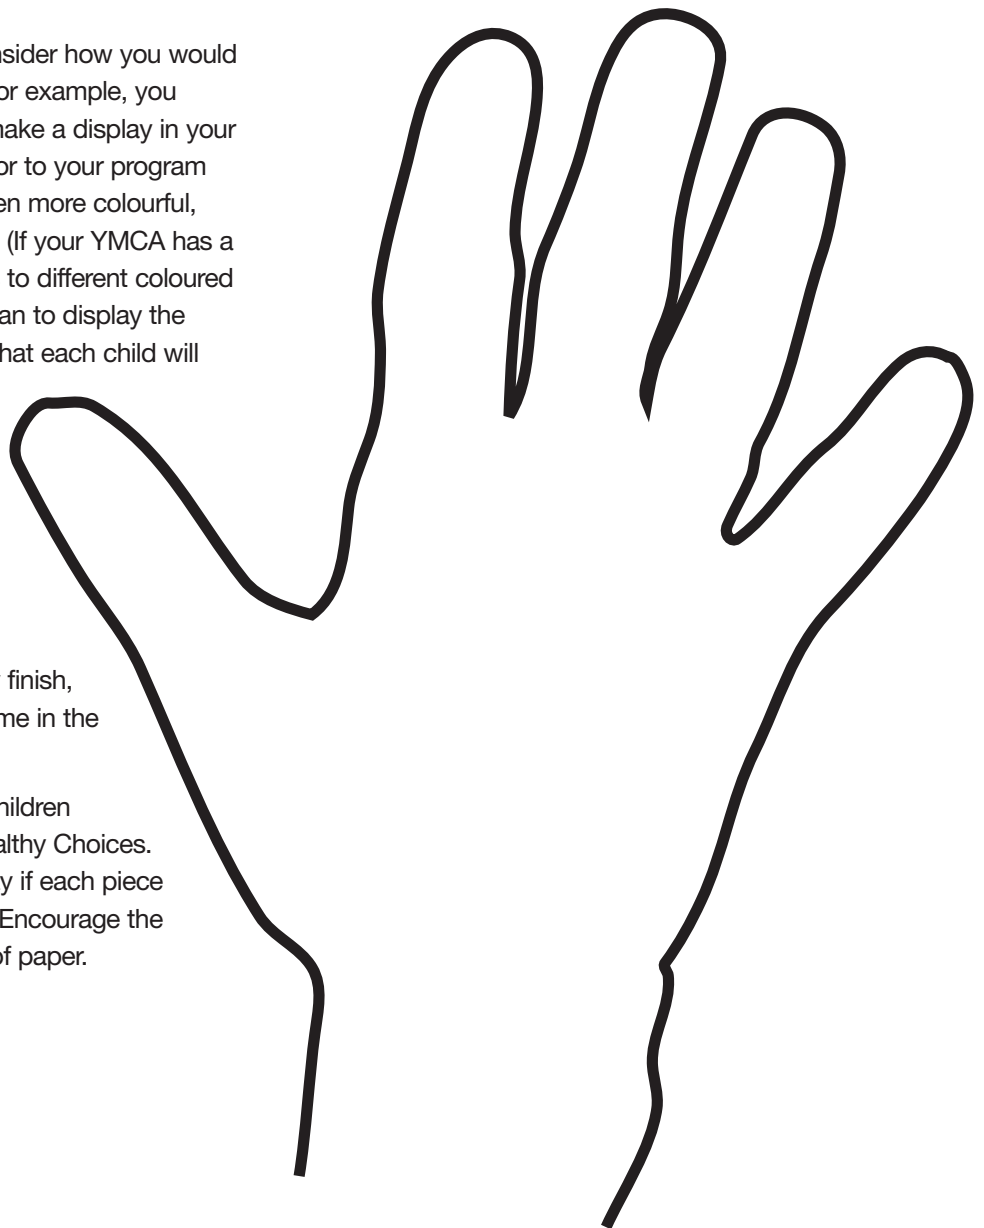 nsider how you would
or example, you
make a display in your
or to your program
en more colourful,
(If your YMCA has a
to different coloured
an to display the
hat each child will
finish,
me in the
hildren
althy Choices.
y if each piece
Encourage the
of paper.